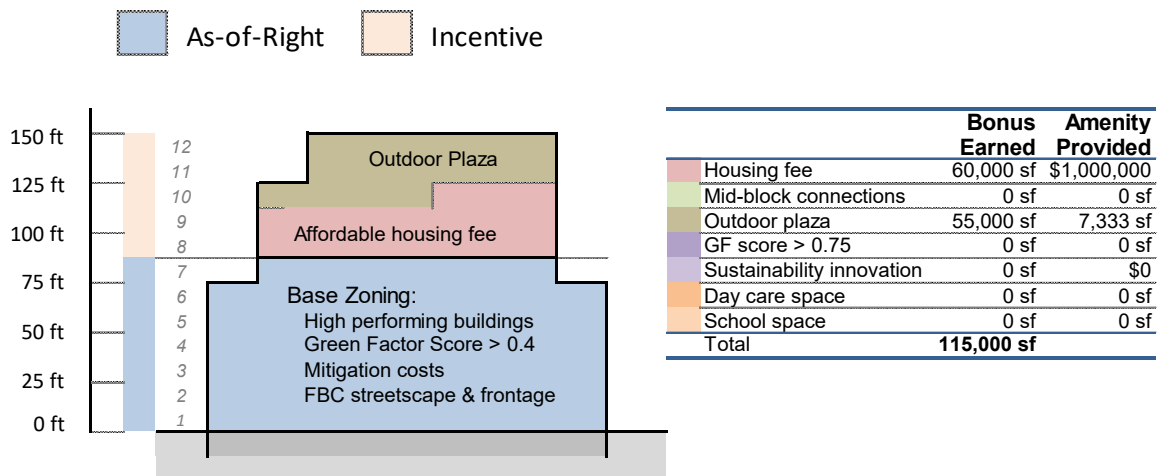 As-of-Right Incentive
150 ft
125 ft
100 ft
75 ft
50 ft
25 ft
0 ft
12
11
10
9
8
7
6
5
4
3
2
1
Outdoor Plaza
Affordable housing fee
Base Zoning:
High performing buildings
Green Factor Score > 0.4
Mitigation costs
FBC streetscape & frontage
Bonus Amenity
Earned Provided
Housing fee 60,000 sf $1,000,000
Mid-block connections 0 sf 0 sf
Outdoor plaza 55,000 sf 7,333 sf
GF score > 0.75 0 sf 0 sf
Sustainability innovation 0 sf $0
Day care space 0 sf 0 sf
School space 0 sf 0 sf
Total 115,000 sf